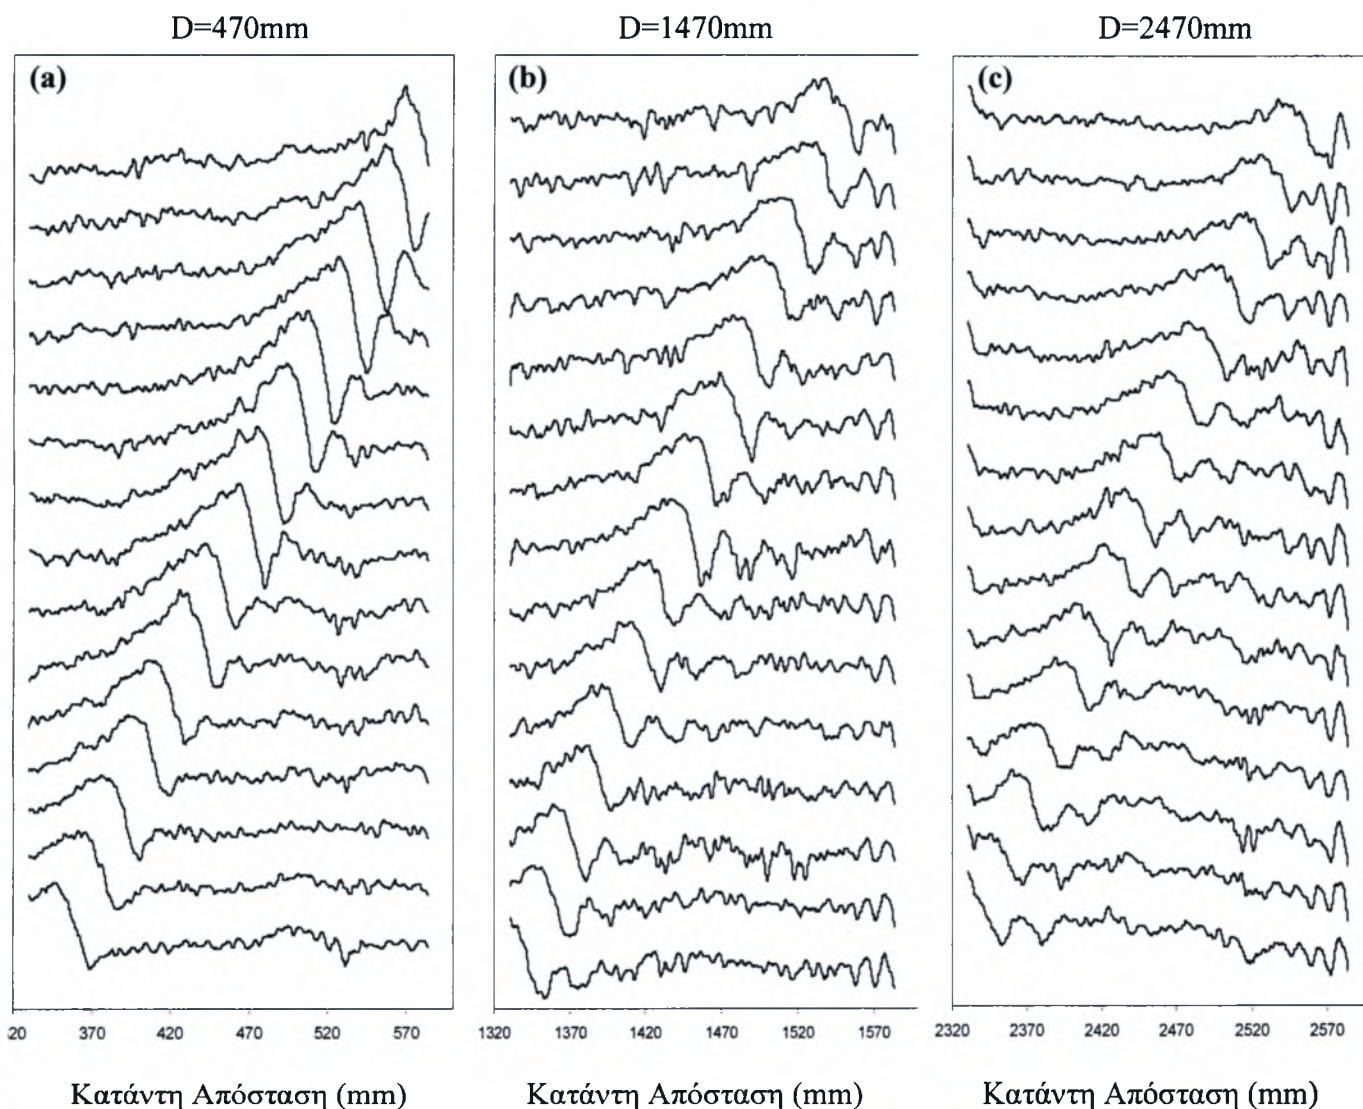 D=470mm D=1470mm D=2470mm
(a) (b) (c)
20 370 420 470 520 570 1320 1370 1420 1470 1520 1570 2320 2370 2420 2470 2520 2570
Κατάντη Απόσταση (mm) Κατάντη Απόσταση (mm) Κατάντη Απόσταση (mm)